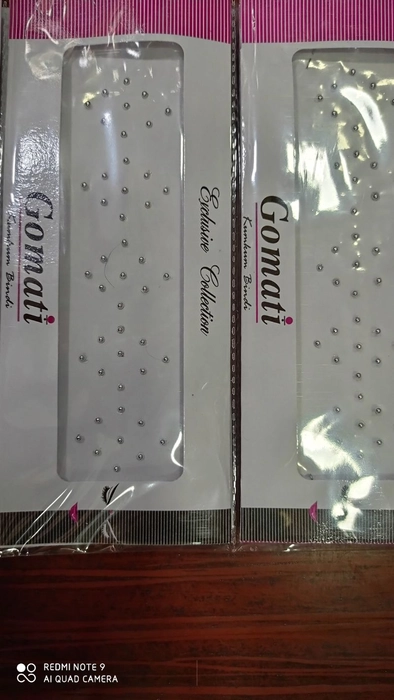 Gomati
Kumkum Bindi
Exclusive Collection
Gomati
Kumkum Bindi
REDMI NOTE 9
AI QUAD CAMERA